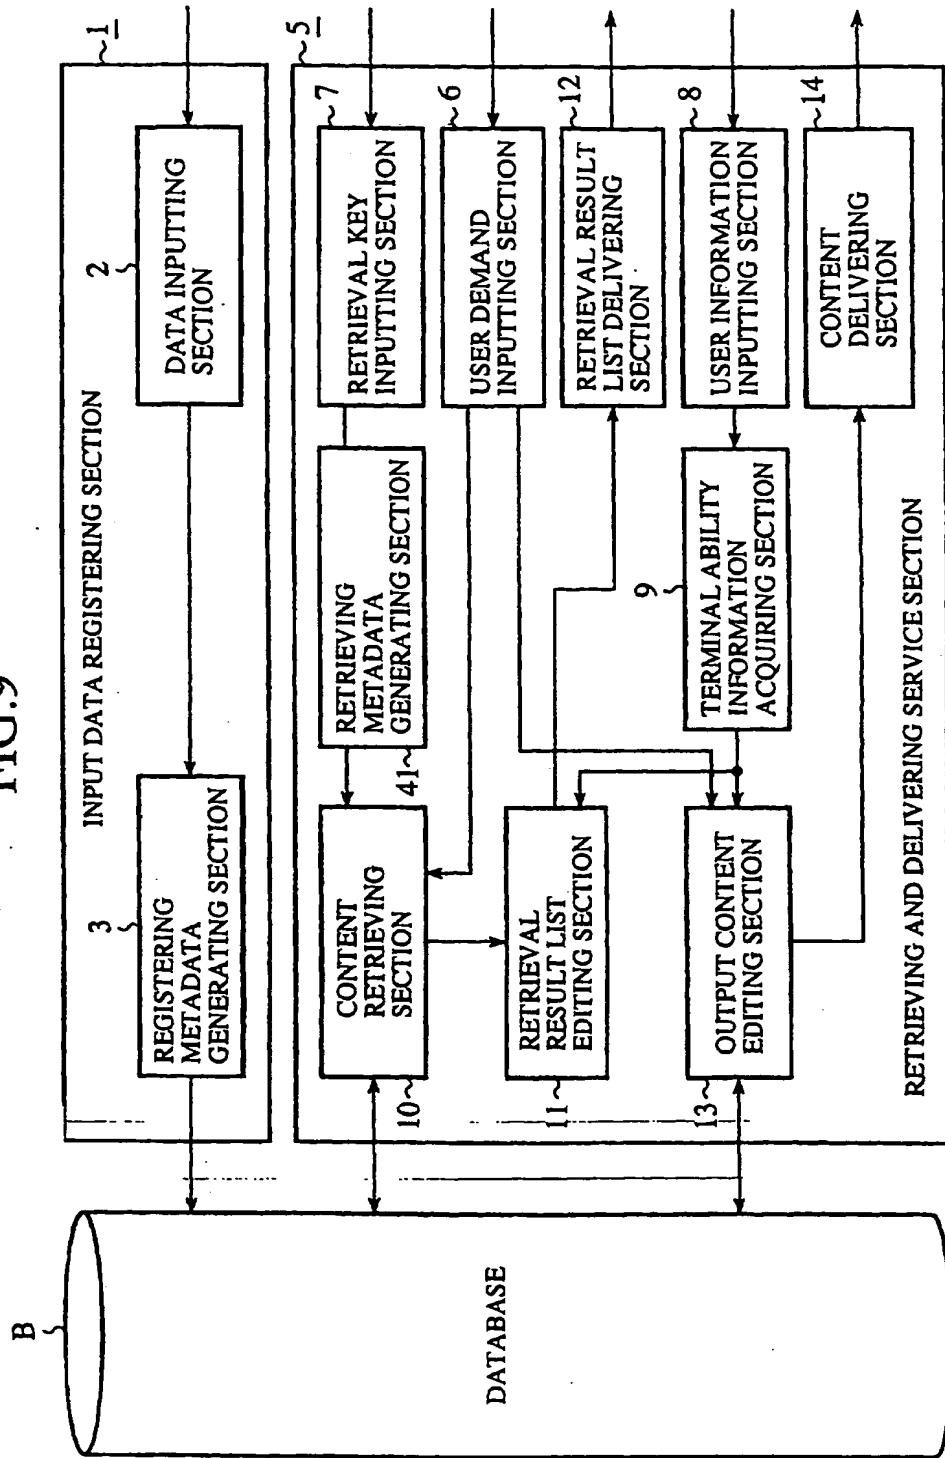 FIG.9
B
DATABASE
1
INPUT DATA REGISTERING SECTION
3
REGISTERING
METADATA
GENERATING SECTION
2
DATA INPUTTING
SECTION
5
7
RETRIEVAL KEY
INPUTTING SECTION
RETRIEVING
METADATA
GENERATING SECTION
41
CONTENT
RETRIEVING
SECTION
10
6
USER DEMAND
INPUTTING SECTION
12
RETRIEVAL RESULT
LIST DELIVERING
SECTION
RETRIEVAL
RESULT LIST
EDITING SECTION
11
8
USER INFORMATION
INPUTTING SECTION
9
TERMINAL ABILITY
INFORMATION
ACQUIRING SECTION
OUTPUT CONTENT
EDITING SECTION
13
14
CONTENT
DELIVERING
SECTION
RETRIEVING AND DELIVERING SERVICE SECTION